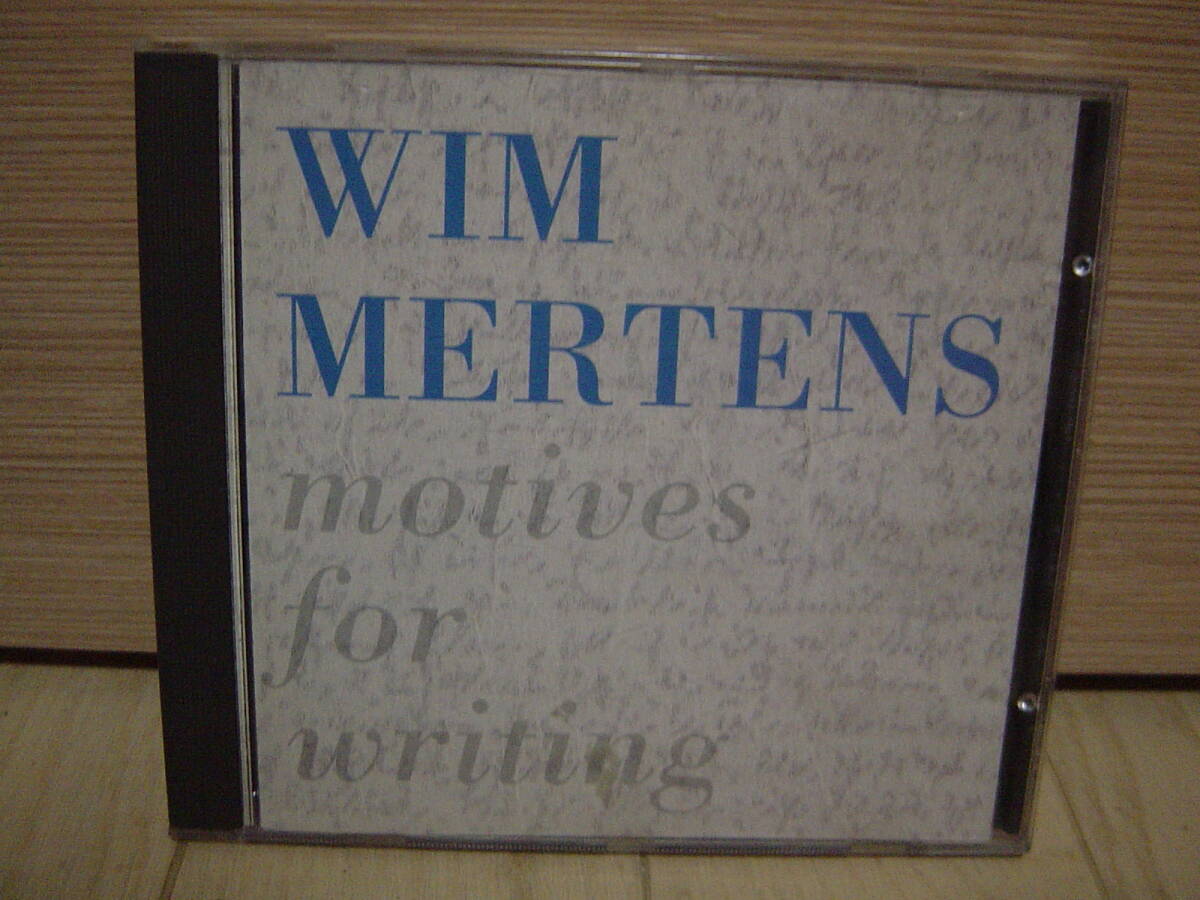 WIM
MERTENS
motives
for
writing